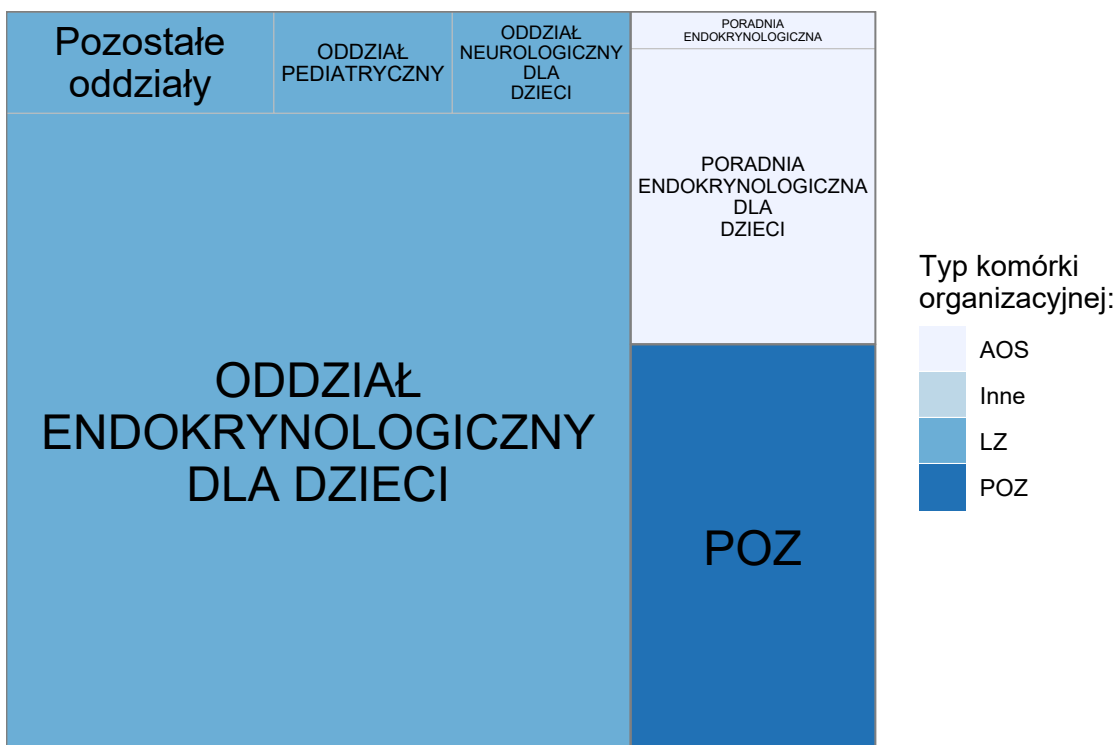 Pozostałe
oddziały
ODDZIAŁ
PEDIATRYCZNY
ODDZIAŁ
NEUROLOGICZNY
DLA
DZIECI
PORADNIA
ENDOKRYNOLOGICZNA
PORADNIA
ENDOKRYNOLOGICZNA
DLA
DZIECI
ODDZIAŁ
ENDOKRYNOLOGICZNY
DLA DZIECI
POZ
Typ komórki
organizacyjnej:
AOS
Inne
LZ
POZ